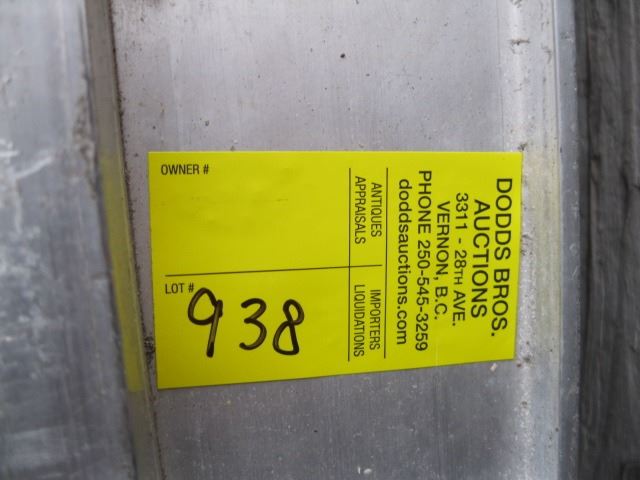 DODDS BROS.
AUCTIONS
3311 - 28TH AVE.
VERNON, B.C.
PHONE 250-545-3259
doddsauctions.com
ANTIQUES
APPRAISALS
IMPORTERS
LIQUIDATIONS
OWNER #
LOT # 938